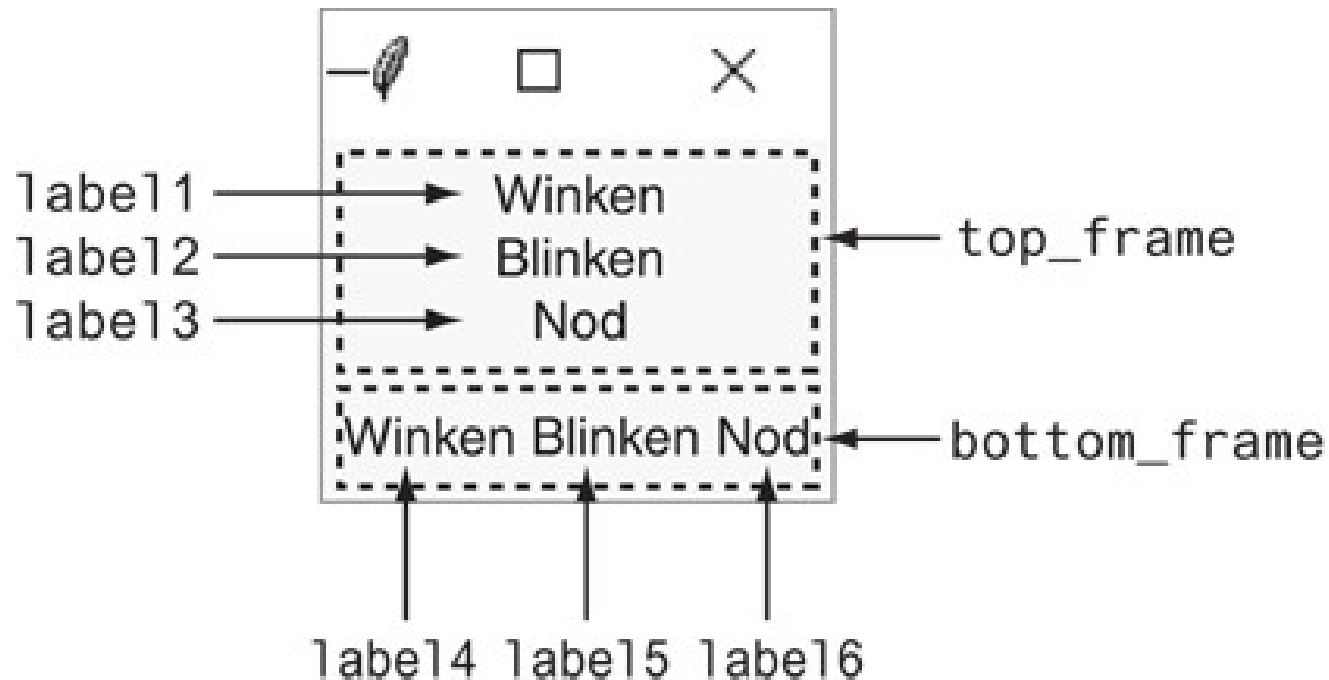 label1 Winken
label2 Blinken top_frame
label3 Nod
Winken Blinken Nod bottom_frame
label4 label5 label6